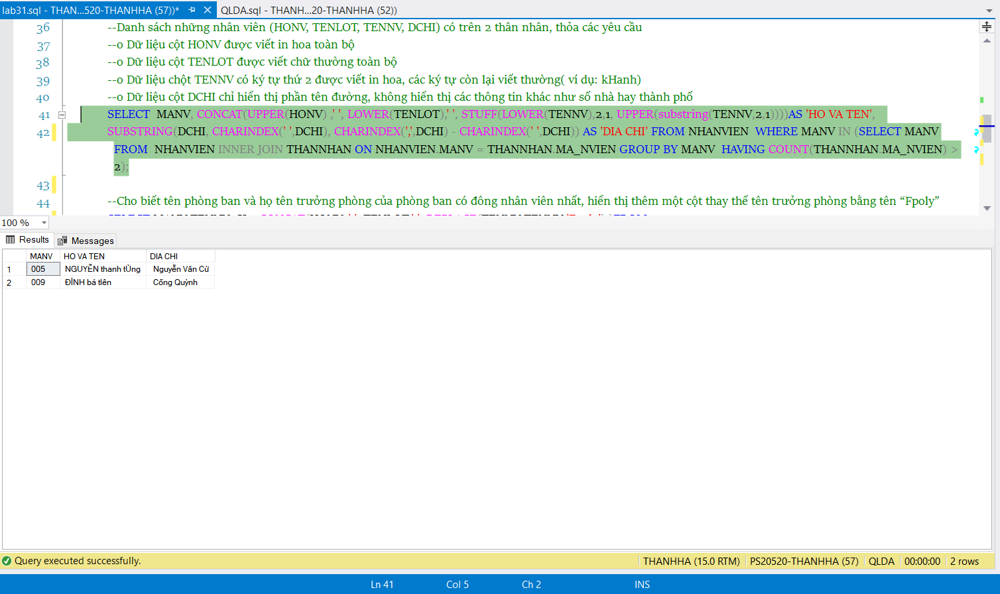 lab31.sql - THAN...520-THANHHA (57))* QLDA.sql - THANH...20-THANHHA (52))
36 --Danh sách những nhân viên (HONV, TENLOT, TENNV, DCHI) có trên 2 thân nhân, thỏa các yêu cầu
37 --o Dữ liệu cột HONV được viết in hoa toàn bộ
38 --o Dữ liệu cột TENLOT được viết chữ thường toàn bộ
39 --o Dữ liệu chột TENNV có ký tự thứ 2 được viết in hoa, các ký tự còn lại viết thường( ví dụ: kHanh)
40 --o Dữ liệu cột DCHI chỉ hiển thị phần tên đường, không hiển thị các thông tin khác như số nhà hay thành phố
41 SELECT MANV, CONCAT(UPPER(HONV) ,' ', LOWER(TENLOT),' ', STUFF(LOWER(TENNV),2,1, UPPER(substring(TENNV,2,1))))AS 'HO VA TEN',
42 SUBSTRING(DCHI, CHARINDEX(' ',DCHI), CHARINDEX(',',DCHI) - CHARINDEX(' ',DCHI)) AS 'DIA CHI' FROM NHANVIEN WHERE MANV IN (SELECT MANV
FROM NHANVIEN INNER JOIN THANNHAN ON NHANVIEN.MANV = THANNHAN.MA_NVIEN GROUP BY MANV HAVING COUNT(THANNHAN.MA_NVIEN) >
2);
43
44 --Cho biết tên phòng ban và họ tên trưởng phòng của phòng ban có đông nhân viên nhất, hiển thị thêm một cột thay thế tên trưởng phòng bằng tên “Fpoly”
100 %
Results Messages
MANV HO VA TEN DIA CHI
1 005 NGUYỄN thanh tÙng Nguyễn Văn Cừ
2 009 ĐÌNH bá tIên Cống Quỳnh
Query executed successfully. THANHHA (15.0 RTM) PS20520-THANHHA (57) QLDA 00:00:00 2 rows
Ln 41 Col 5 Ch 2 INS